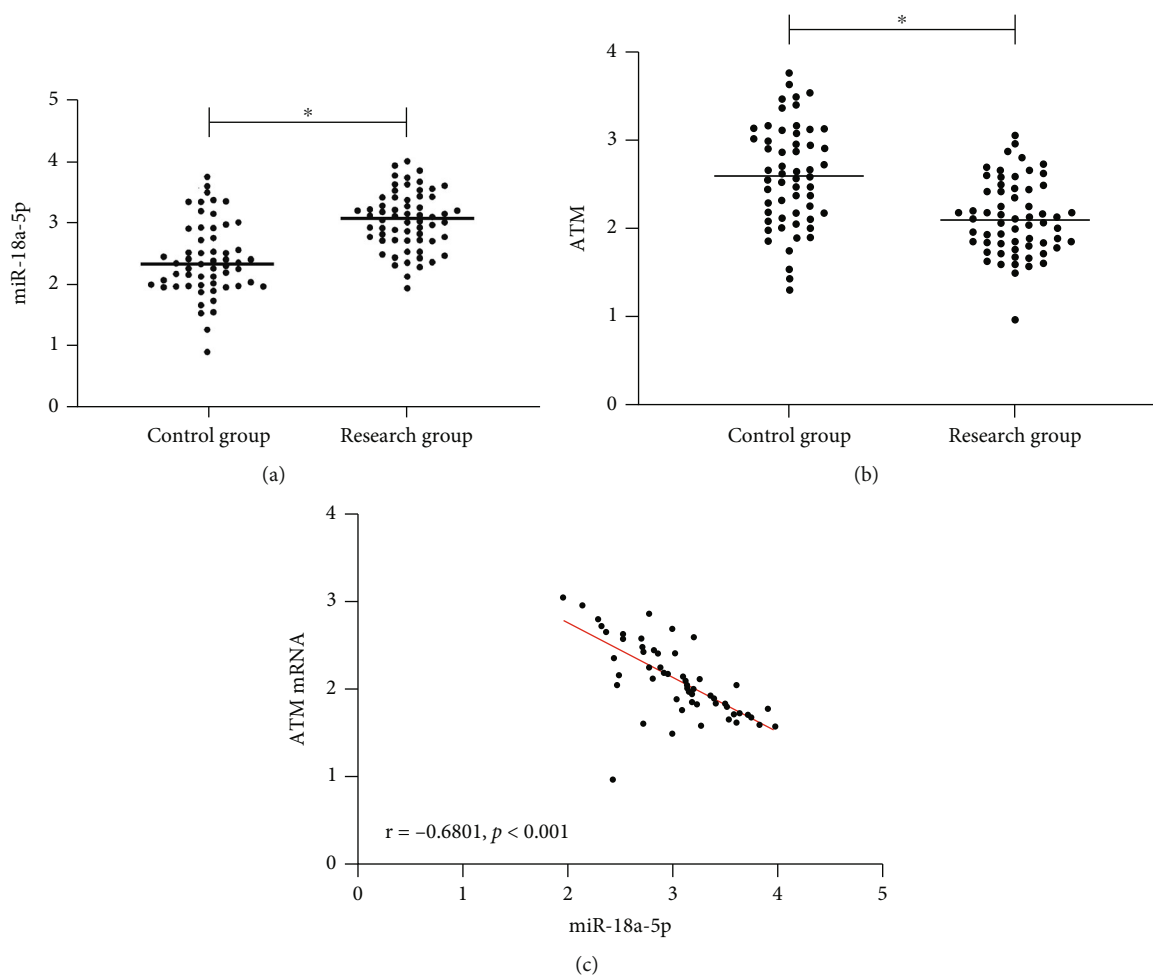 miR-18a-5p
5
4
3
2
1
0
*
Control group
Research group
(a)
ATM
4
3
2
1
0
*
Control group
Research group
(b)
ATM mRNA
4
3
2
1
0
r = –0.6801, p < 0.001
0 1 2 3 4 5
miR-18a-5p
(c)